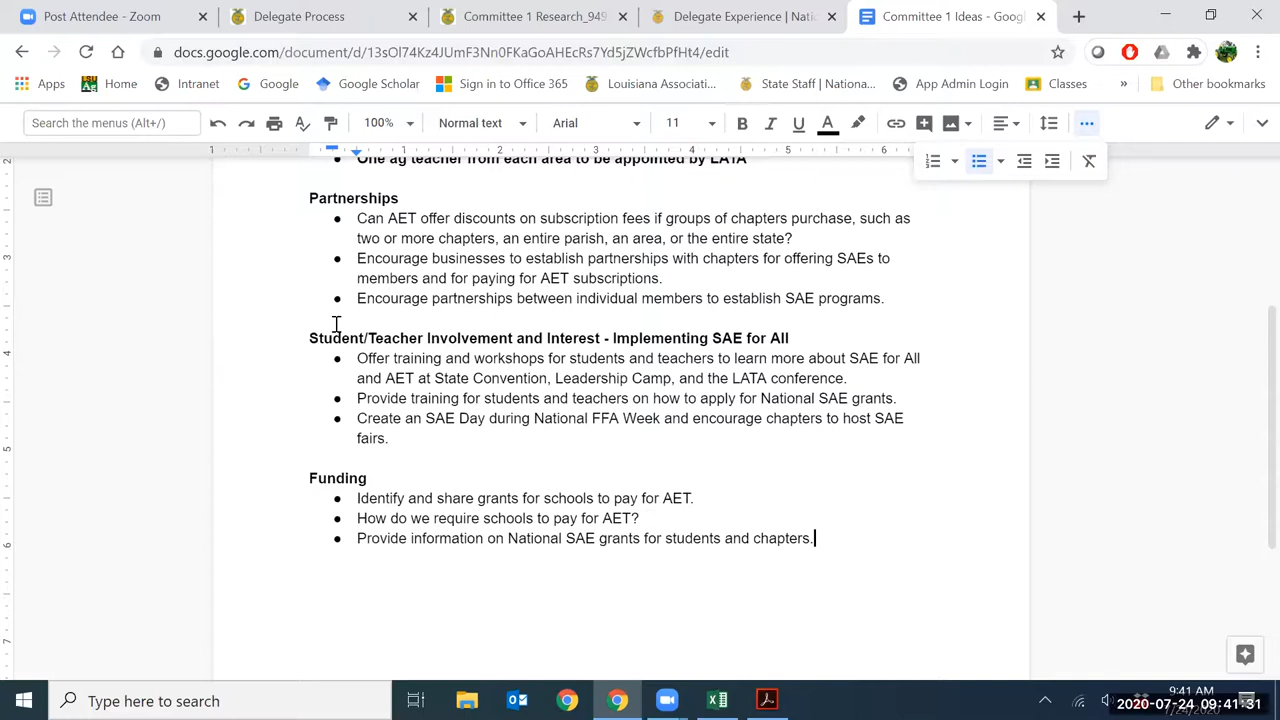 Post Attendee - Zoom
Delegate Process
Committee 1 Research_949
Delegate Experience | Nati
Committee 1 Ideas - Goog
docs.google.com/document/d/13sOl74Kz4JUmF3Nn0FKaGoAHEcRs7Yd5jZWcfbPfHt4/edit
Apps
Home
Intranet
Google
Google Scholar
Sign in to Office 365
Louisiana Associati...
State Staff | Nationa...
App Admin Login
Classes
»
Other bookmarks
Search the menus (Alt+/)
100%
Normal text
Arial
11
One ag teacher from each area to be appointed by LATA
Partnerships
● Can AET offer discounts on subscription fees if groups of chapters purchase, such as
two or more chapters, an entire parish, an area, or the entire state?
● Encourage businesses to establish partnerships with chapters for offering SAEs to
members and for paying for AET subscriptions.
● Encourage partnerships between individual members to establish SAE programs.
Student/Teacher Involvement and Interest - Implementing SAE for All
● Offer training and workshops for students and teachers to learn more about SAE for All
and AET at State Convention, Leadership Camp, and the LATA conference.
● Provide training for students and teachers on how to apply for National SAE grants.
● Create an SAE Day during National FFA Week and encourage chapters to host SAE
fairs.
Funding
● Identify and share grants for schools to pay for AET.
● How do we require schools to pay for AET?
● Provide information on National SAE grants for students and chapters.
Type here to search
9:41 AM
2020-07-24 09:41:31